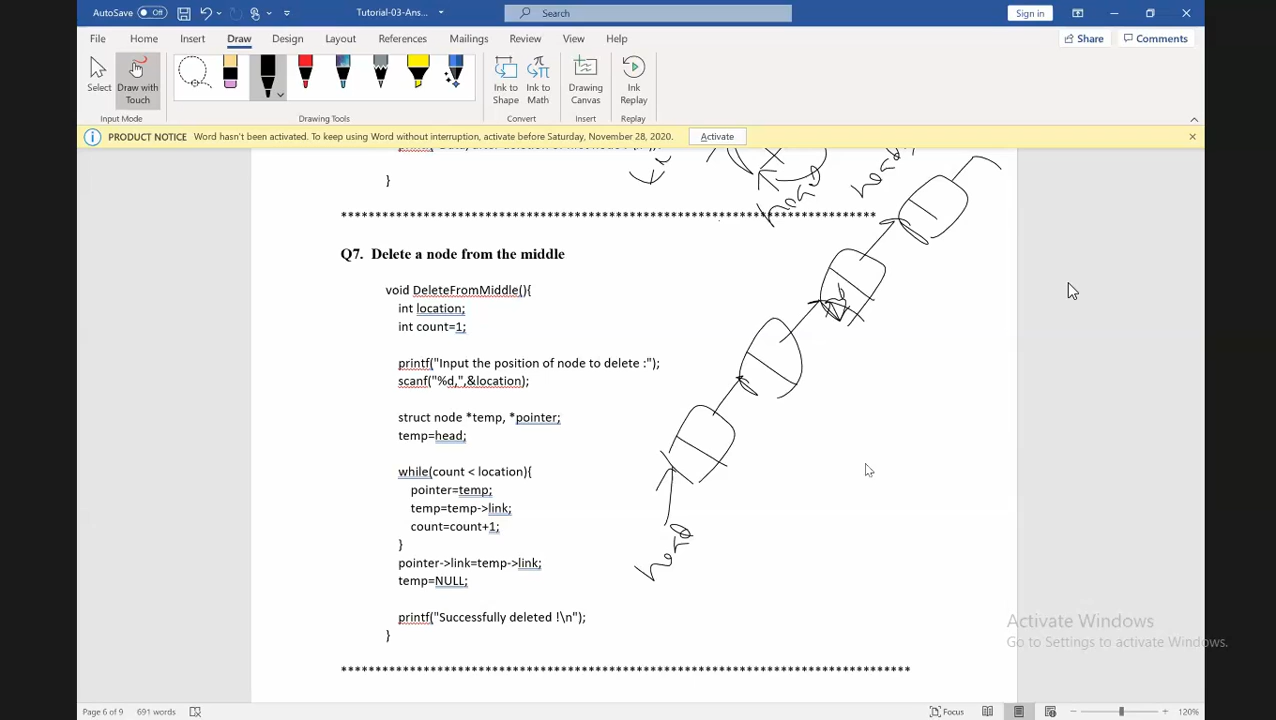 AutoSave Off Tutorial-03-Ans... Search Sign in
File Home Insert Draw Design Layout References Mailings Review View Help Share Comments
Select Draw with Touch Ink to Shape Ink to Math Drawing Canvas Ink Replay
Input Mode Drawing Tools Convert Insert Replay
PRODUCT NOTICE Word hasn't been activated. To keep using Word without interruption, activate before Saturday, November 28, 2020. Activate
}
*******************************************************************************
Q7. Delete a node from the middle
void DeleteFromMiddle(){
int location;
int count=1;
printf("Input the position of node to delete :");
scanf("%d,",&location);
struct node *temp, *pointer;
temp=head;
while(count < location){
pointer=temp;
temp=temp->link;
count=count+1;
}
pointer->link=temp->link;
temp=NULL;
printf("Successfully deleted !\n");
}
***********************************************************************************
head
Activate Windows
Go to Settings to activate Windows.
Page 6 of 9 691 words Focus 120%